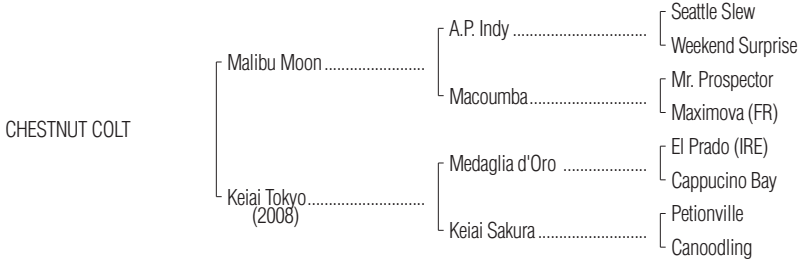 Seattle Slew
A.P. Indy ..............................
Weekend Surprise
Malibu Moon.......................
Mr. Prospector
Macoumba..........................
Maximova (FR)
CHESTNUT COLT
El Prado (IRE)
Medaglia d'Oro ...................
Cappucino Bay
Keiai Tokyo..........................
(2008)
Petionville
Keiai Sakura ........................
Canoodling